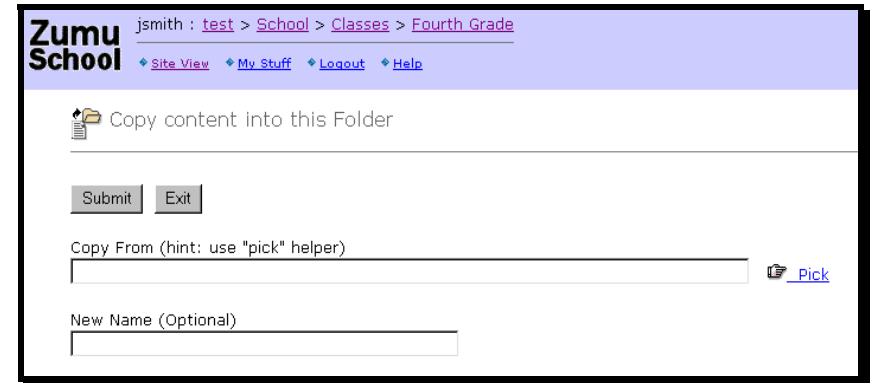 Zumu School
jsmith : test > School > Classes > Fourth Grade
Site View My Stuff Logout Help
Copy content into this Folder
Submit Exit
Copy From (hint: use "pick" helper)
Pick
New Name (Optional)